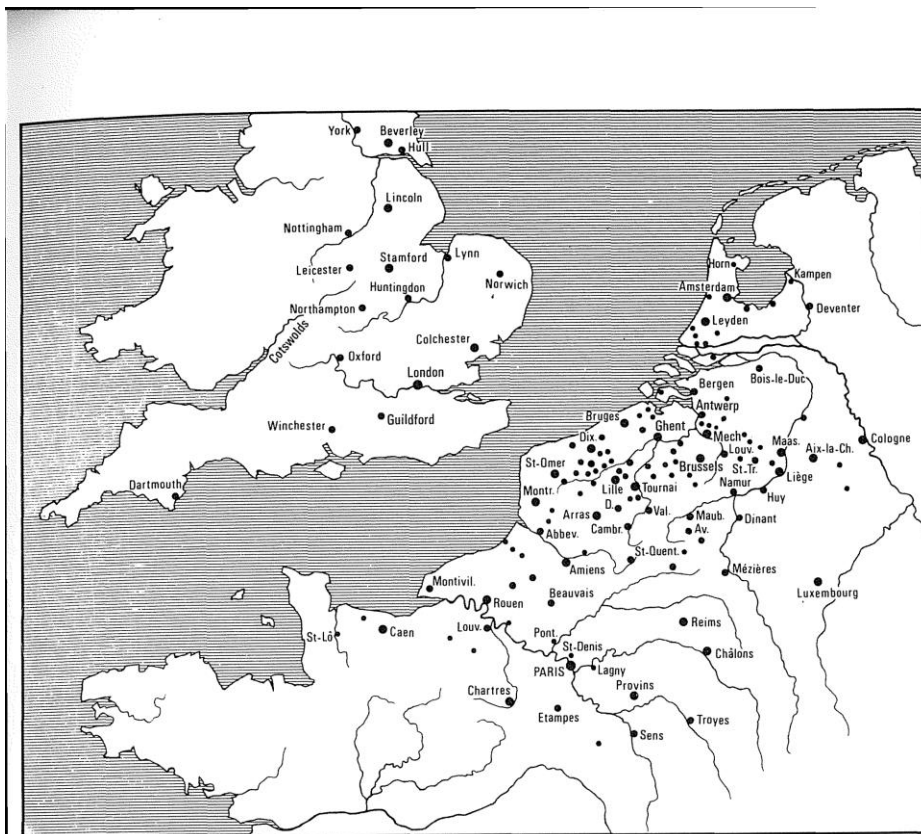 York
Beverley
Hull
Lincoln
Nottingham
Lynn
Leicester
Stamford
Huntingdon
Norwich
Northampton
Cotswolds
Colchester
Oxford
London
Guildford
Winchester
Dartmouth
Horn
Kampen
Amsterdam
Deventer
Leyden
Bois-le-Duc
Bergen
Antwerp
Bruges
Ghent
Dix.
Mech
Maas.
Cologne
Louv.
Aix-la-Ch.
St-Omer
Brussels
St-Tr.
Lille
Tournai
Namur
Liège
Montr.
D.
Huy
Arras
Val.
Maub.
Dinant
Cambr.
Av.
Abbev.
St-Quent.
Amiens
Mézières
Luxembourg
Montivil.
Beauvais
Rouen
St-Lô
Caen
Louv.
Reims
Pont.
St-Denis
Châlons
PARIS
Lagny
Chartres
Provins
Etampes
Troyes
Sens